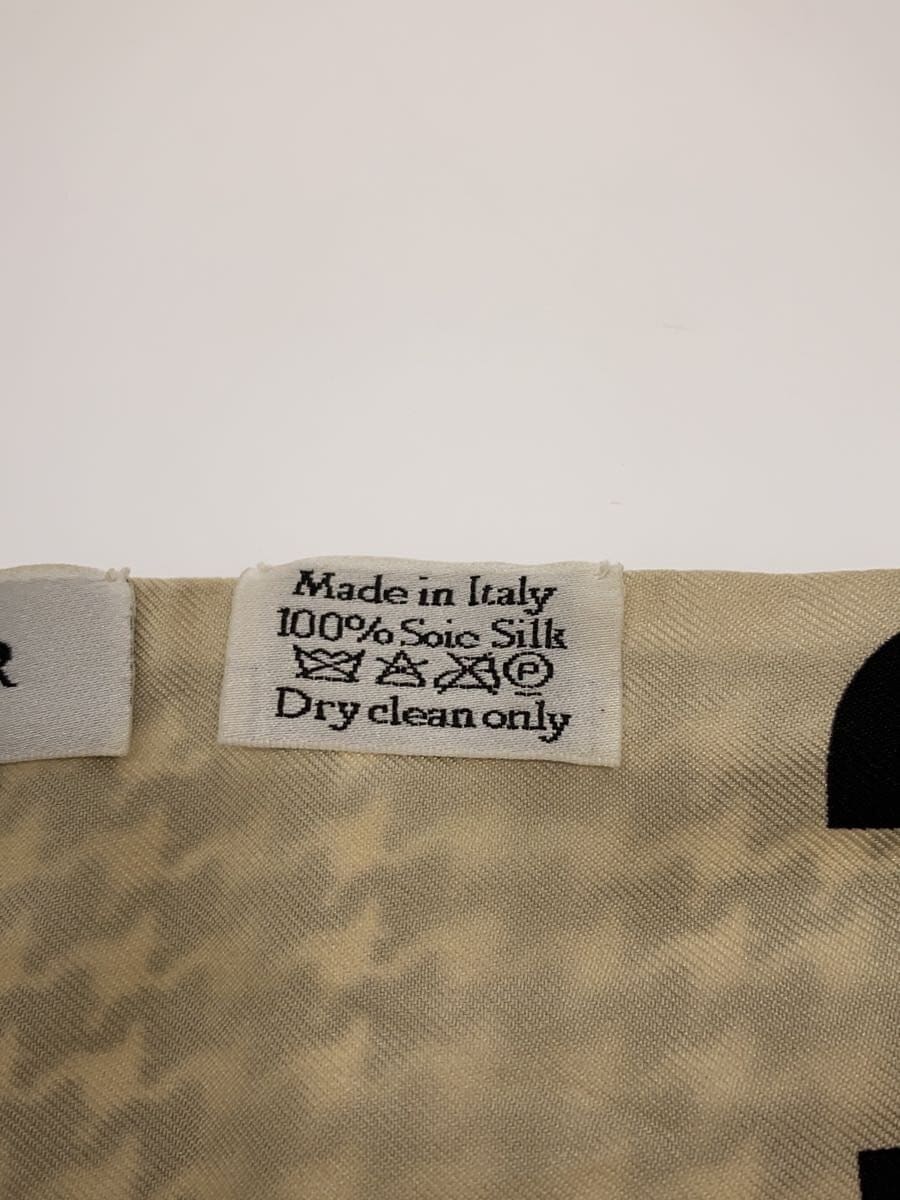 R
Made in Italy
100% Soie Silk
P
Dry clean only